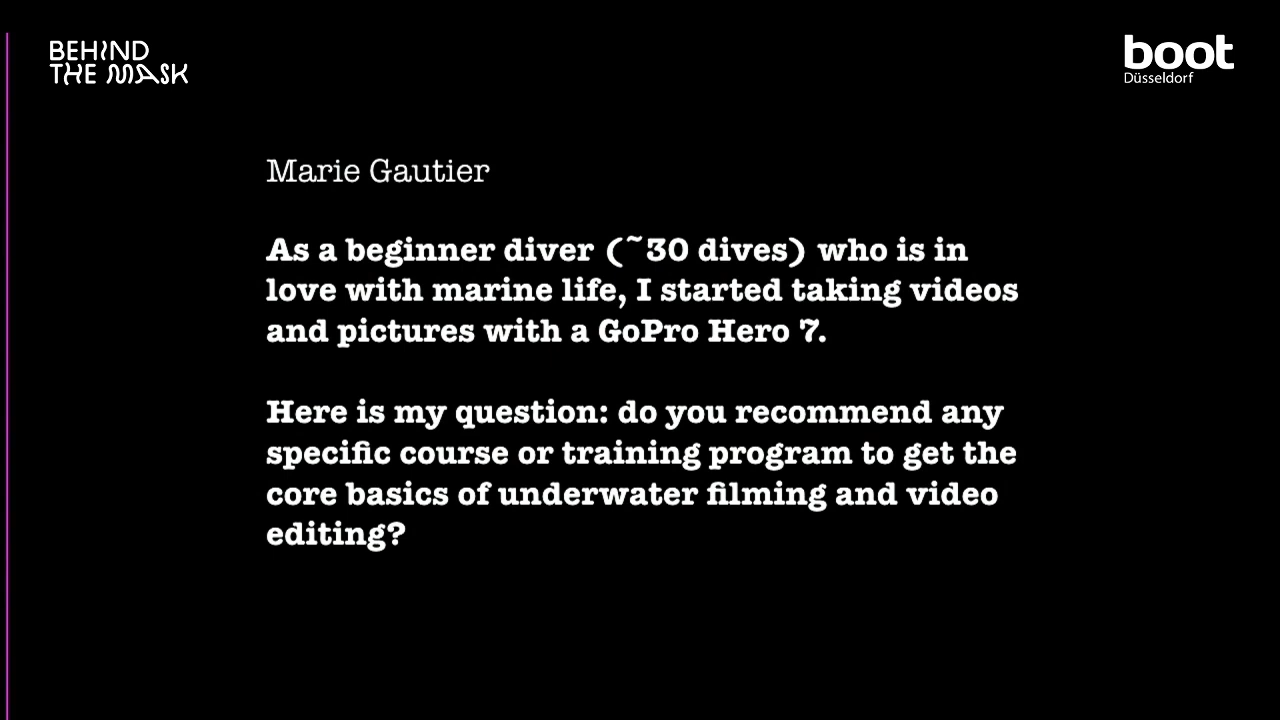 BEHIND
THE MASK
boot
Düsseldorf
Marie Gautier
As a beginner diver (~30 dives) who is in
love with marine life, I started taking videos
and pictures with a GoPro Hero 7.
Here is my question: do you recommend any
specific course or training program to get the
core basics of underwater filming and video
editing?